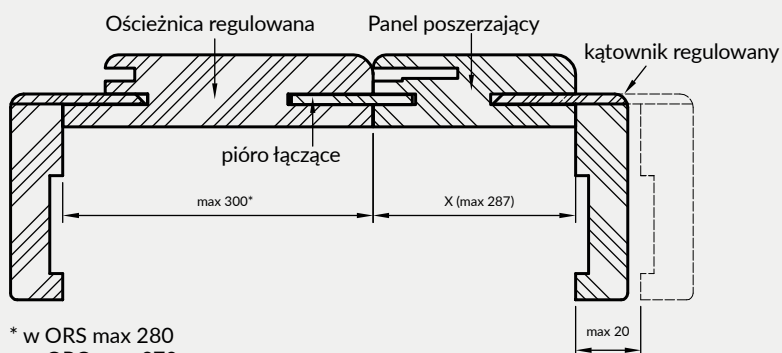 Ościeżnica regulowana
Panel poszerzający
kątownik regulowany
pióro łączące
max 300*
X (max 287)
max 20
* w ORS max 280